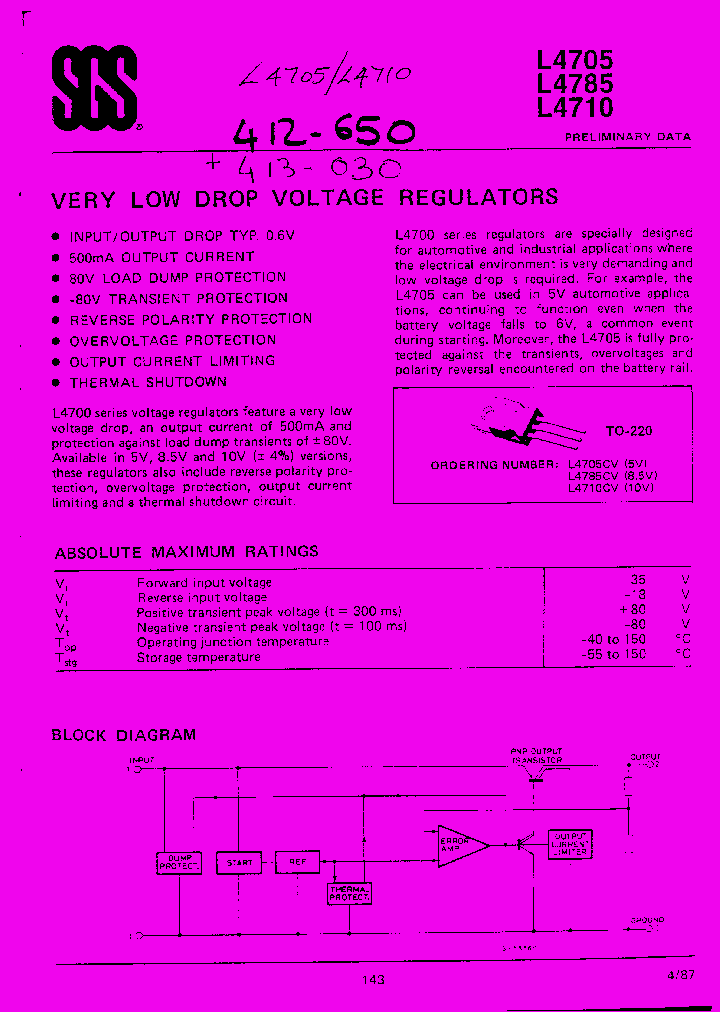 SGS
®
L4705/L4710
412-650
+ 413-030
L4705
L4785
L4710
PRELIMINARY DATA
VERY LOW DROP VOLTAGE REGULATORS
● INPUT/OUTPUT DROP TYP. 0.6V
● 500mA OUTPUT CURRENT
● 80V LOAD DUMP PROTECTION
● -80V TRANSIENT PROTECTION
● REVERSE POLARITY PROTECTION
● OVERVOLTAGE PROTECTION
● OUTPUT CURRENT LIMITING
● THERMAL SHUTDOWN
L4700 series voltage regulators feature a very low
voltage drop, an output current of 500mA and
protection against load dump transients of ± 80V.
Available in 5V, 8.5V and 10V (± 4%) versions,
these regulators also include reverse polarity pro-
tection, overvoltage protection, output current
limiting and a thermal shutdown circuit.
L4700 series regulators are specially designed
for automotive and industrial applications where
the electrical environment is very demanding and
low voltage drop is required. For example, the
L4705 can be used in 5V automotive applica-
tions, continuing to function even when the
battery voltage falls to 6V, a common event
during starting. Moreover, the L4705 is fully pro-
tected against the transients, overvoltages and
polarity reversal encountered on the battery rail.
TO-220
ORDERING NUMBER: L4705CV (5V)
L4785CV (8.5V)
L4710CV (10V)
ABSOLUTE MAXIMUM RATINGS
Vi Forward input voltage 35 V
Vi Reverse input voltage -13 V
Vt Positive transient peak voltage (t = 300 ms) +80 V
Vt Negative transient peak voltage (t = 100 ms) -80 V
Top Operating junction temperature -40 to 150 °C
Tstg Storage temperature -55 to 150 °C
BLOCK DIAGRAM
INPUT
PNP OUTPUT
TRANSISTOR
OUTPUT
DUMP
PROTECT.
START
REF
THERMAL
PROTECT.
ERROR
AMP
OUTPUT
CURRENT
LIMITER
GROUND
143
4/87